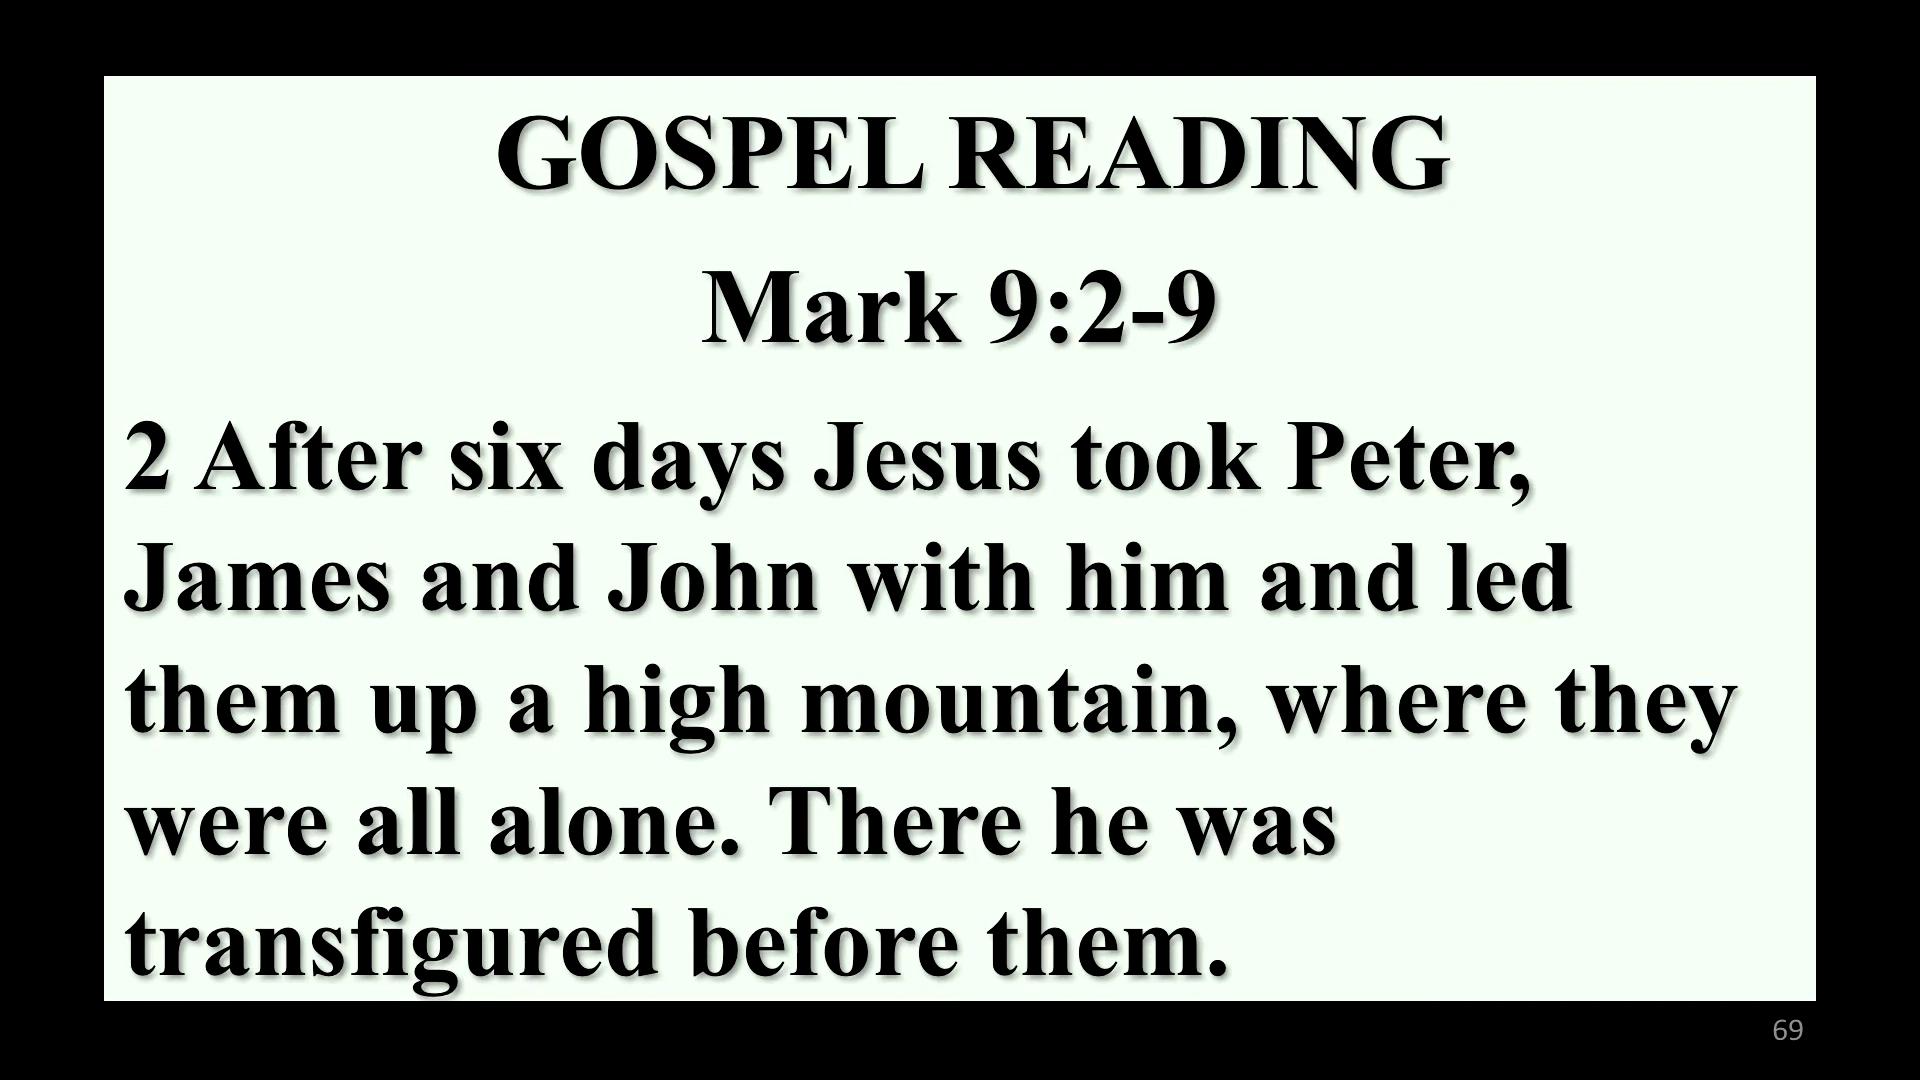 GOSPEL READING
Mark 9:2-9
2 After six days Jesus took Peter,
James and John with him and led
them up a high mountain, where they
were all alone. There he was
transfigured before them.
69